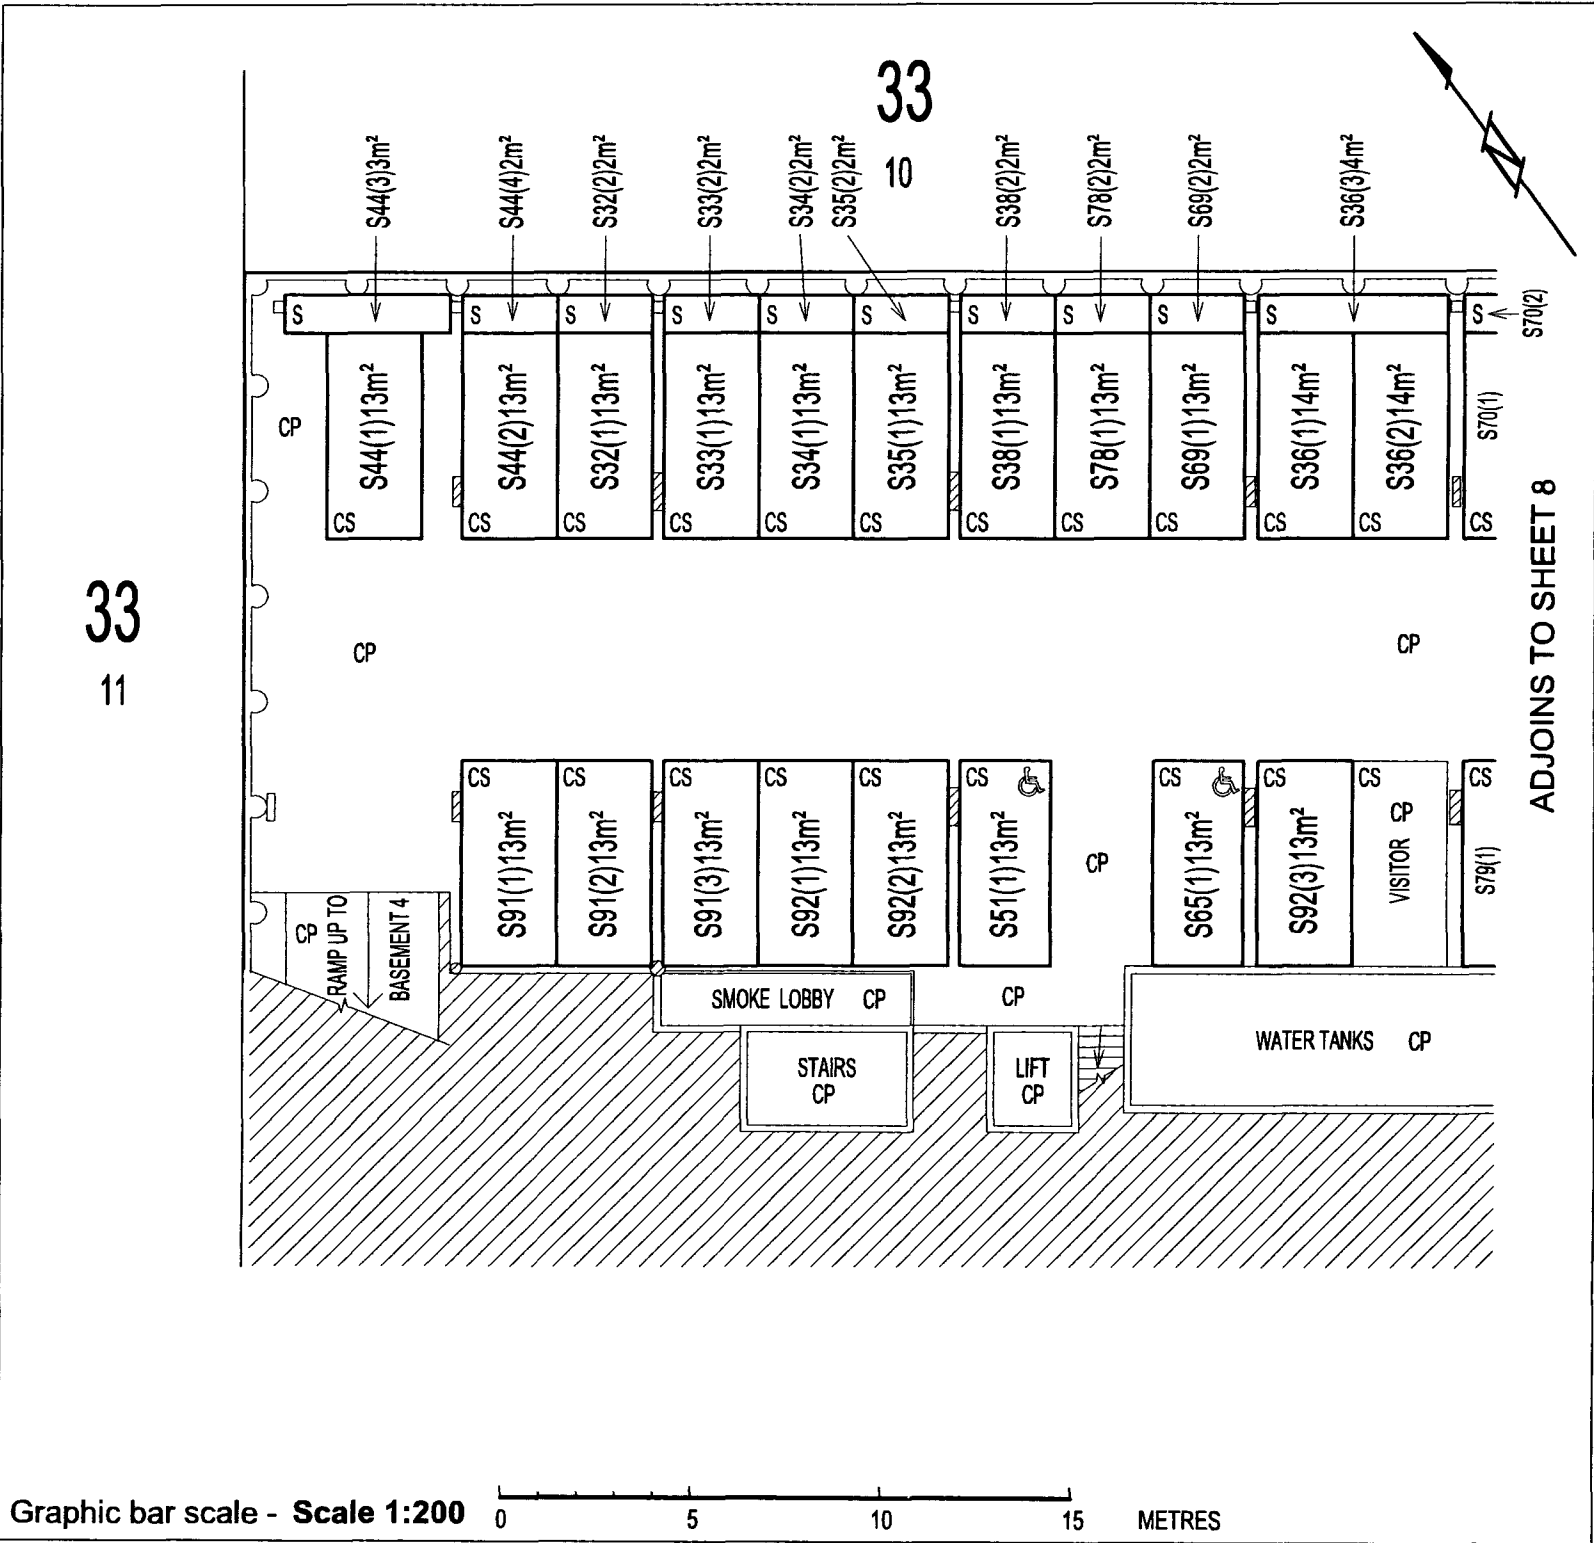 33
10
S44(3)3m²
S44(4)2m²
S32(2)2m²
S33(2)2m²
S34(2)2m²
S35(2)2m²
S38(2)2m²
S78(2)2m²
S69(2)2m²
S36(3)4m²
S
S
S
S
S
S
S
S
S
S
S
S70(2)
CP
S44(1)13m²
S44(2)13m²
S32(1)13m²
S33(1)13m²
S34(1)13m²
S35(1)13m²
S38(1)13m²
S78(1)13m²
S69(1)13m²
S36(1)14m²
S36(2)14m²
S70(1)
CS
CS
CS
CS
CS
CS
CS
CS
CS
CS
CS
CS
ADJOINS TO SHEET 8
33
11
CP
CP
CS
CS
CS
CS
CS
CS
CS
CS
CS
CS
S91(1)13m²
S91(2)13m²
S91(3)13m²
S92(1)13m²
S92(2)13m²
S51(1)13m²
CP
S65(1)13m²
S92(3)13m²
VISITOR CP
S79(1)
CP
RAMP UP TO
BASEMENT 4
SMOKE LOBBY CP
CP
STAIRS
CP
LIFT
CP
WATER TANKS CP
Graphic bar scale - Scale 1:200
0 5 10 15 METRES